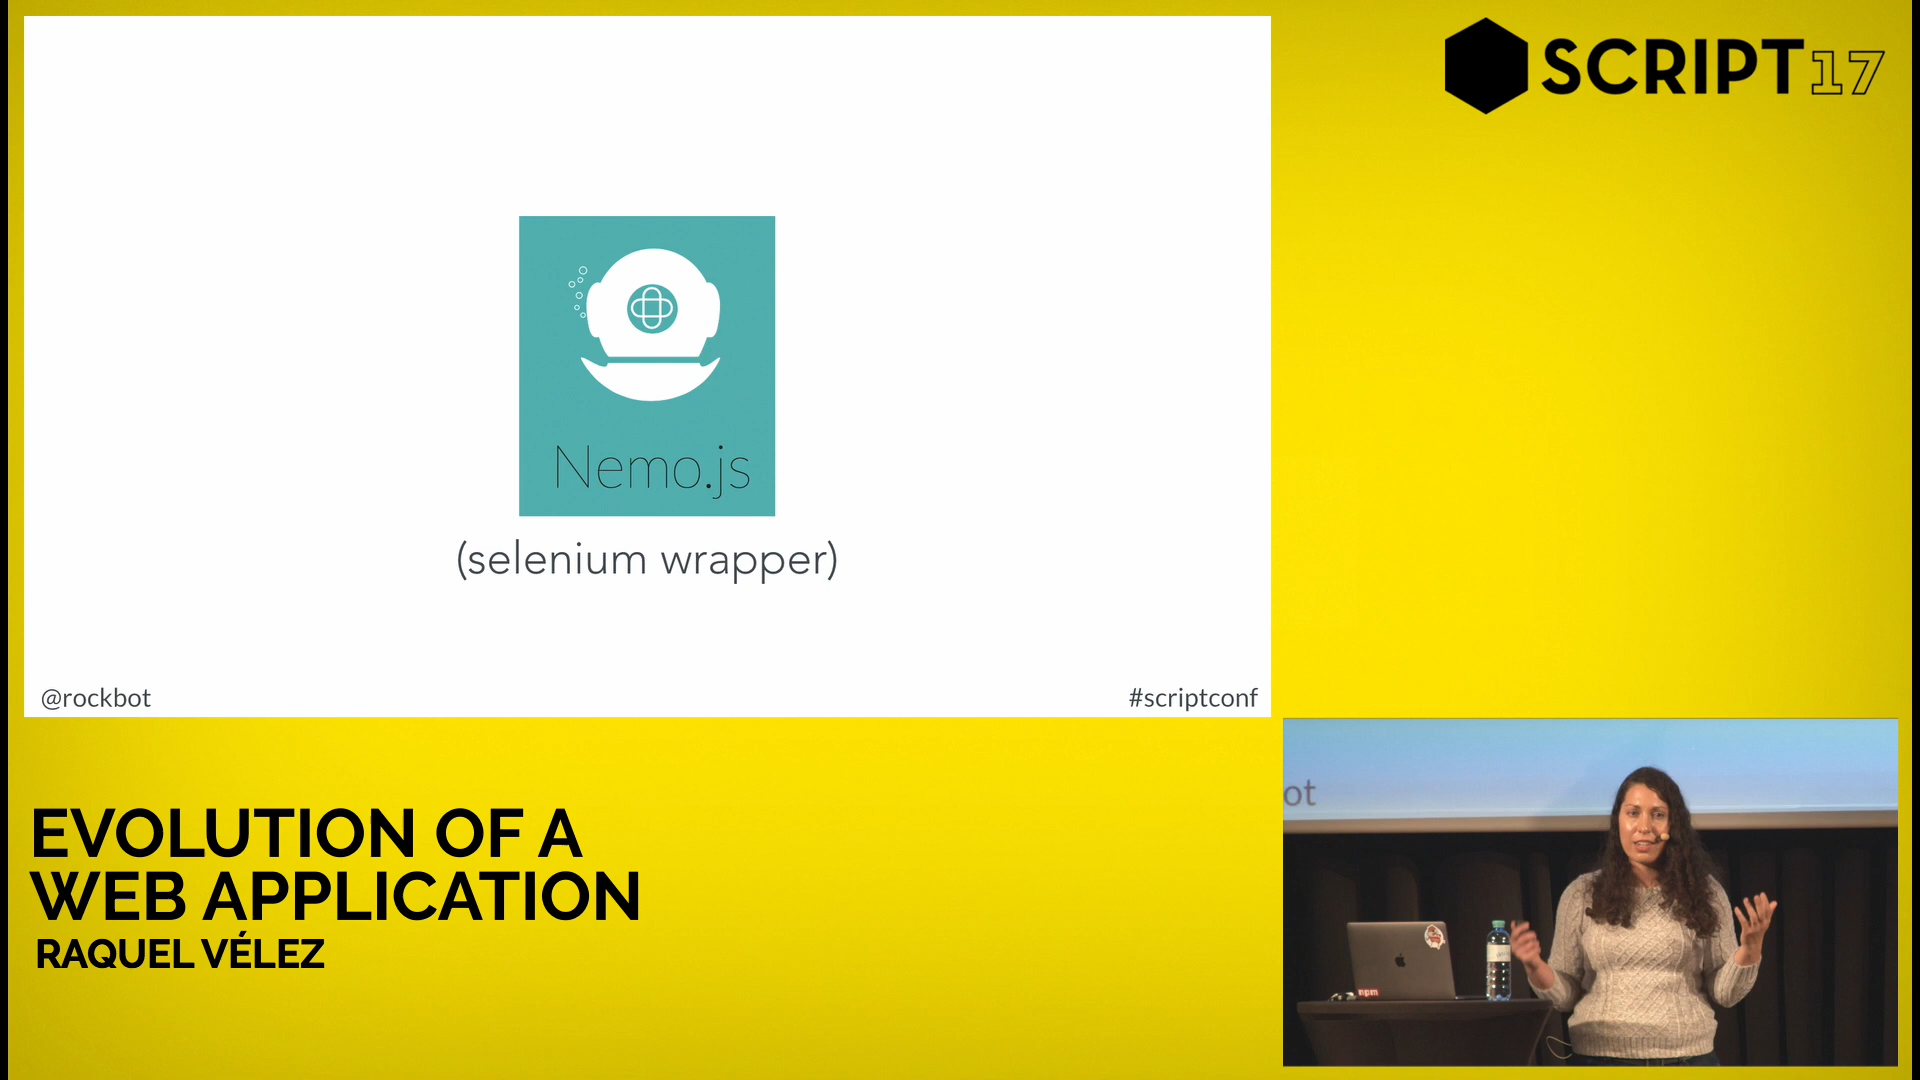 SCRIPT17
Nemo.js
(selenium wrapper)
@rockbot
#scriptconf
EVOLUTION OF A
WEB APPLICATION
RAQUEL VÉLEZ
ot
npm